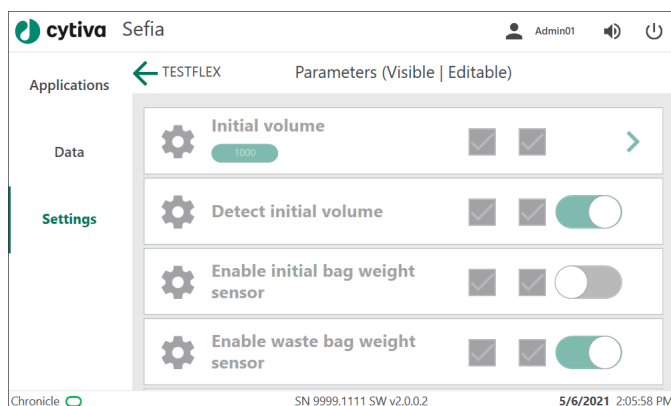 cytiva Sefia
Admin01
Applications
Data
Settings
TESTFLEX
Parameters (Visible | Editable)
Initial volume
1000
Detect initial volume
Enable initial bag weight
sensor
Enable waste bag weight
sensor
Chronicle
SN 9999.1111 SW v2.0.0.2
5/6/2021 2:05:58 PM